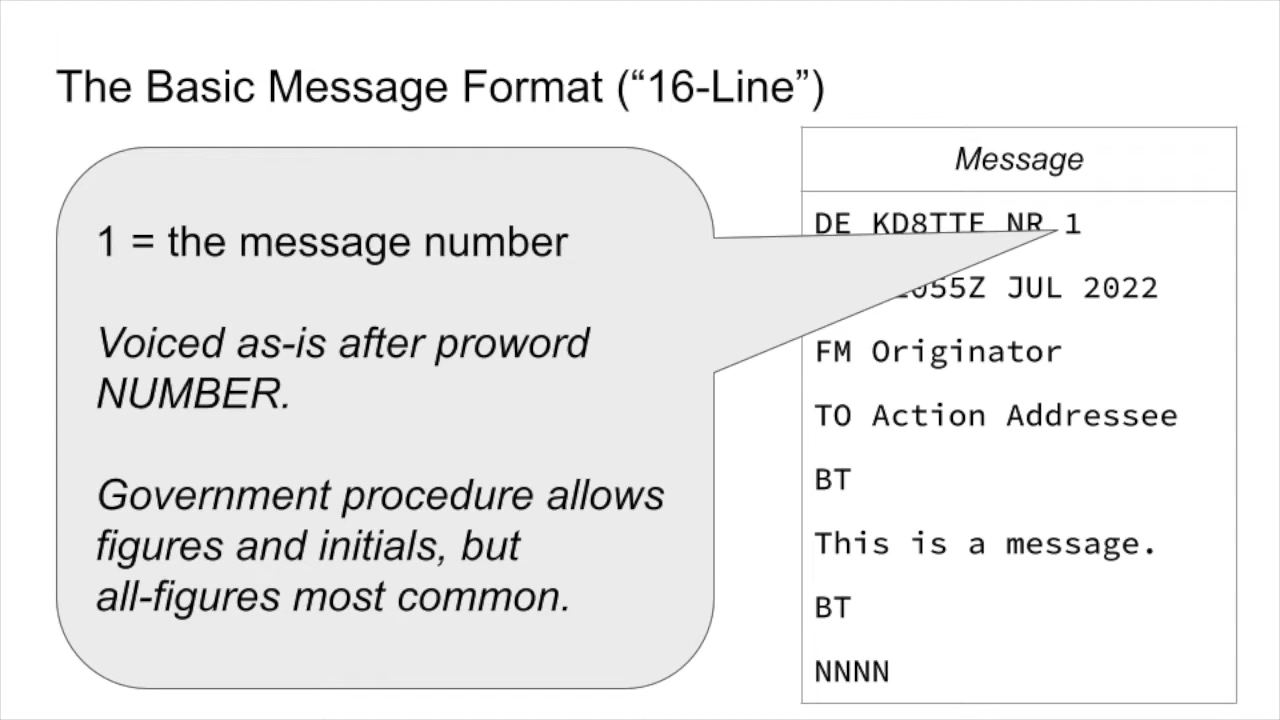 The Basic Message Format (“16-Line”)
1 = the message number
Voiced as-is after proword
NUMBER.
Government procedure allows
figures and initials, but
all-figures most common.
Message
DE KD8TTE NR 1
JUL 2022
FM Originator
TO Action Addressee
BT
This is a message.
BT
NNNN